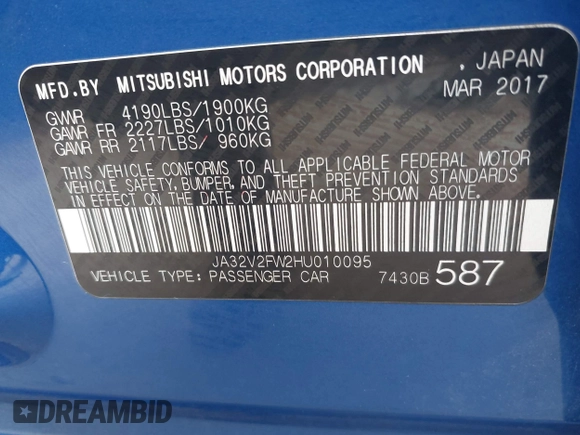 MFD.BY MITSUBISHI MOTORS CORPORATION , JAPAN
MAR 2017
GVWR 4190LBS/1900KG
GAWR FR 2227LBS/1010KG
GAWR RR 2117LBS/ 960KG
THIS VEHICLE CONFORMS TO ALL APPLICABLE FEDERAL MOTOR
VEHICLE SAFETY, BUMPER, AND THEFT PREVENTION STANDARDS
IN EFFECT ON THE DATE OF MANUFACTURE SHOWN ABOVE.
JA32V2FW2HU010095
VEHICLE TYPE: PASSENGER CAR 7430B 587
DREAMBID